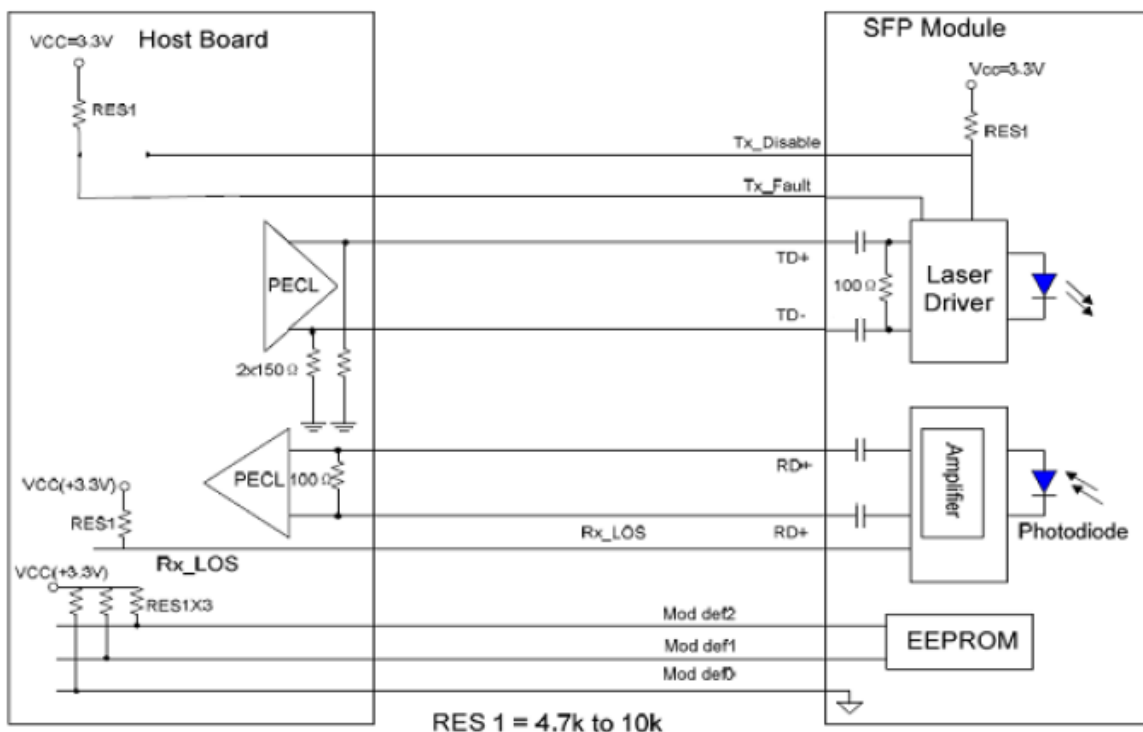 Host Board
SFP Module
VCC=3.3V
Vcc=3.3V
RES1
RES1
Tx_Disable
Tx_Fault
PECL
TD+
100 Ω
Laser
Driver
TD-
2x150 Ω
PECL
100Ω
RD+
Amplifier
VCC(+3.3V)
RES1
Rx_LOS
RD+
Photodiode
Rx_LOS
VCC(+3.3V)
RES1X3
Mod def2
EEPROM
Mod def1
Mod def0
RES 1 = 4.7k to 10k